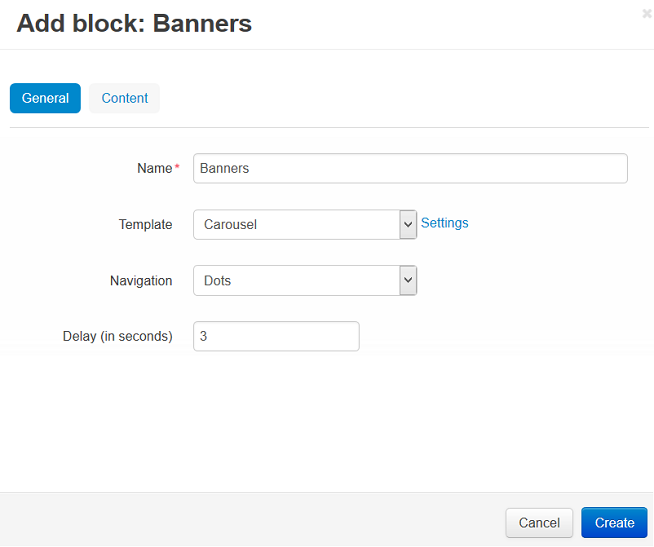 Add block: Banners
General Content
Name* Banners
Template Carousel Settings
Navigation Dots
Delay (in seconds) 3
Cancel Create